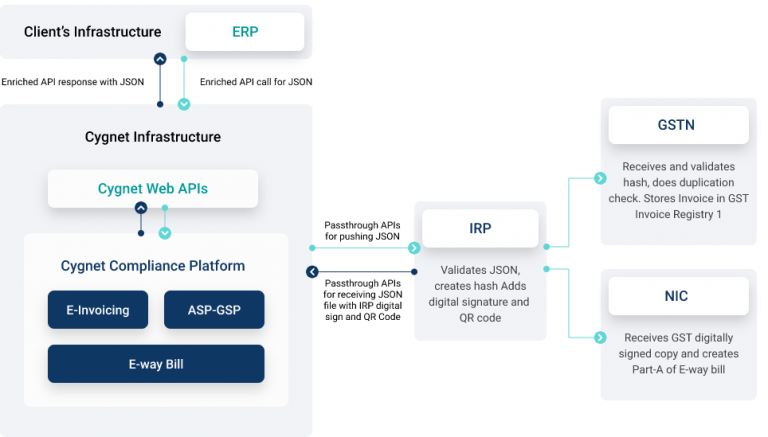 Client's Infrastructure
ERP
Enriched API response with JSON
Enriched API call for JSON
Cygnet Infrastructure
Cygnet Web APIs
Cygnet Compliance Platform
E-Invoicing
ASP-GSP
E-way Bill
Passthrough APIs
for pushing JSON
Passthrough APIs
for receiving JSON
file with IRP digital
sign and QR Code
IRP
Validates JSON,
creates hash Adds
digital signature and
QR code
GSTN
Receives and validates
hash, does duplication
check. Stores Invoice in GST
Invoice Registry 1
NIC
Receives GST digitally
signed copy and creates
Part-A of E-way bill